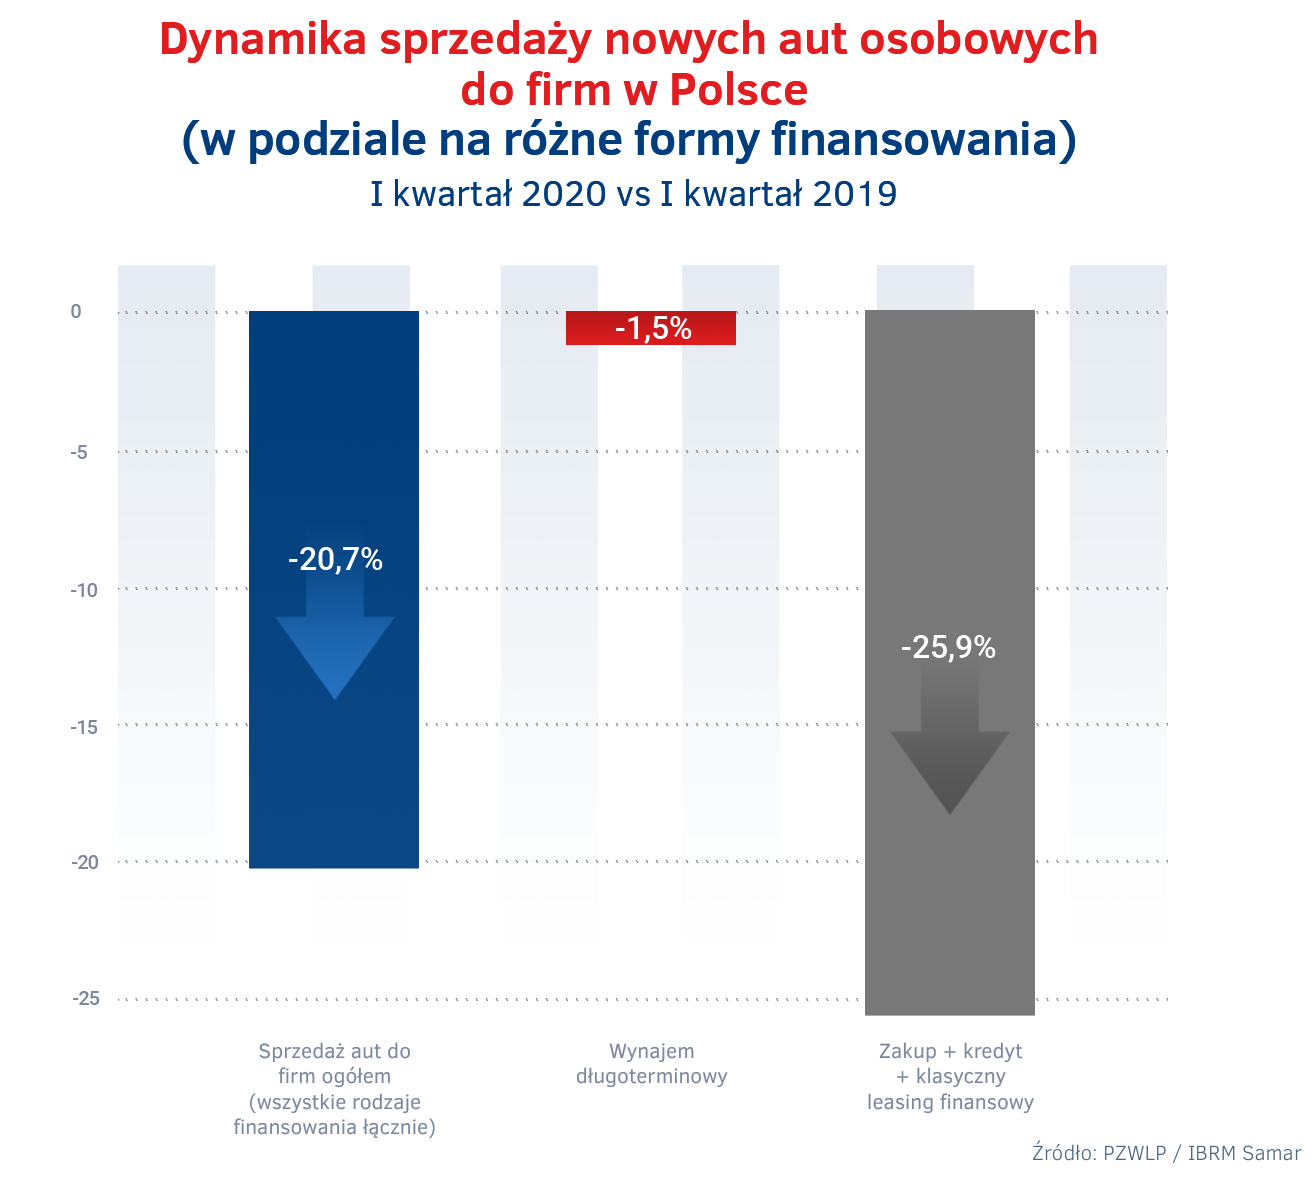 Dynamika sprzedaży nowych aut osobowych
do firm w Polsce
(w podziale na różne formy finansowania)
I kwartał 2020 vs I kwartał 2019
0
-5
-10
-15
-20
-25
-20,7%
-1,5%
-25,9%
Sprzedaż aut do
firm ogółem
(wszystkie rodzaje
finansowania łącznie)
Wynajem
długoterminowy
Zakup + kredyt
+ klasyczny
leasing finansowy
Źródło: PZWLP / IBRM Samar